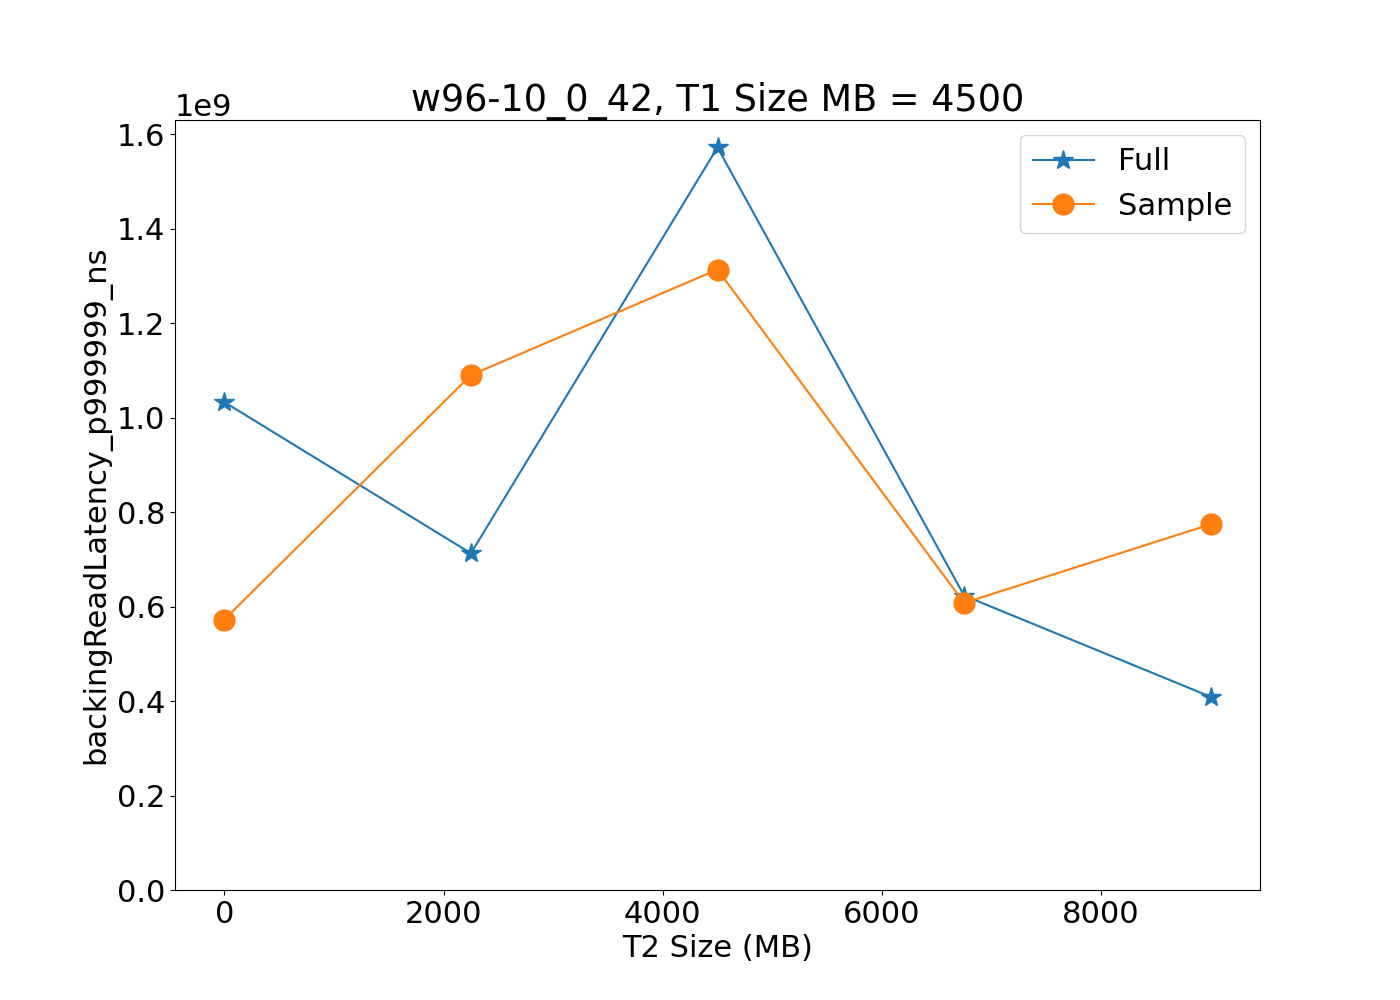 w96-10_0_42, T1 Size MB = 4500
1e9
Full
Sample
1.6
1.4
1.2
1.0
0.8
0.6
0.4
0.2
0.0
backingReadLatency_p999999_ns
0 2000 4000 6000 8000
T2 Size (MB)